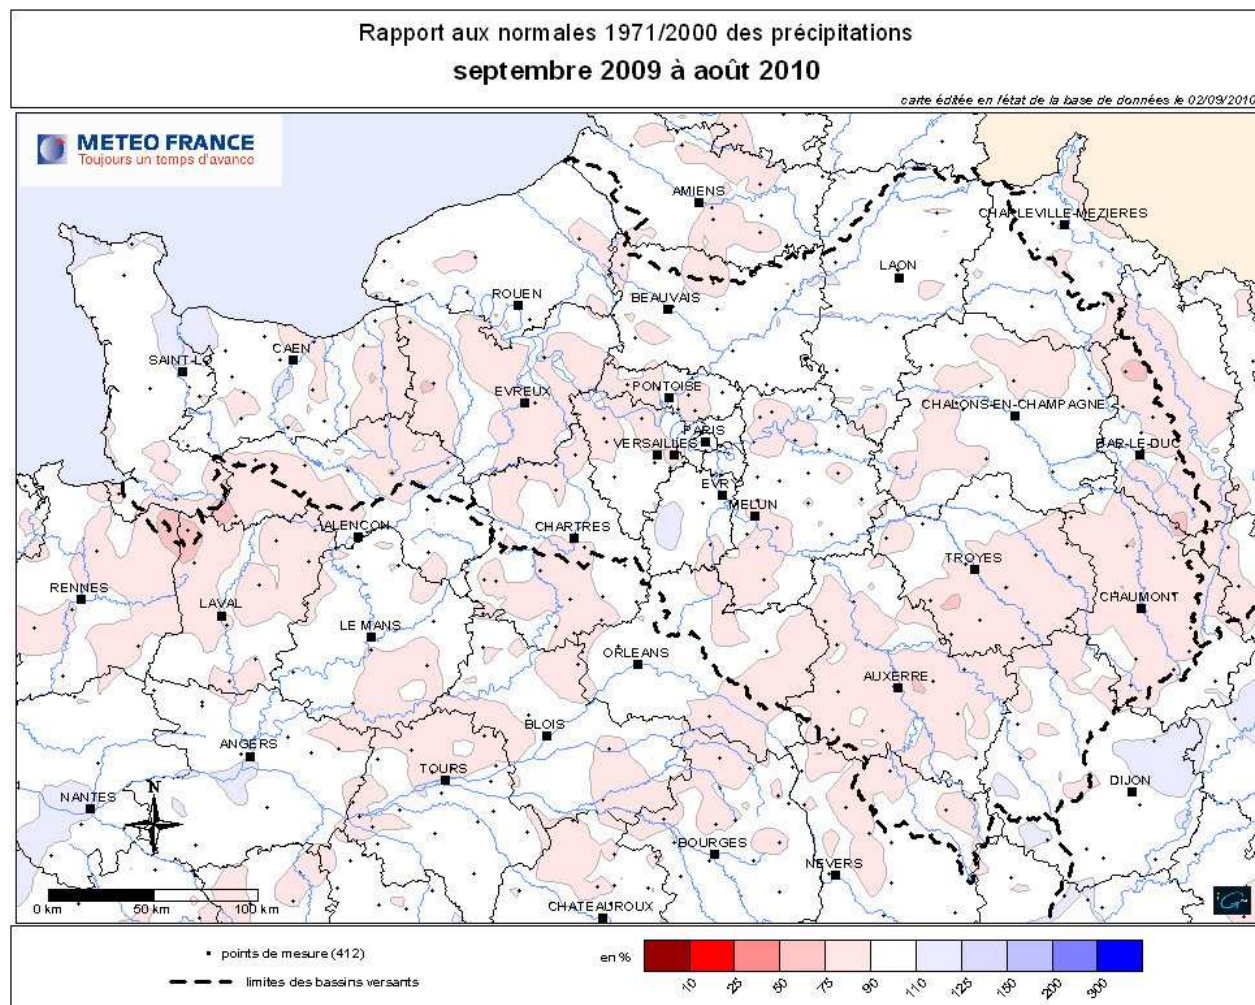 Rapport aux normales 1971/2000 des précipitations
septembre 2009 à août 2010
carte éditée en l'état de la base de données le 02/09/2010
METEO FRANCE
Toujours un temps d'avance
AMIENS
CHARLEVILLE-MEZIERES
LAON
ROUEN
BEAUVAIS
SAINT-LO
CAEN
EVREUX
PONTOISE
CHALONS-EN-CHAMPAGNE
PARIS
VERSAILLES
BAR-LE-DUC
EVRY
MELUN
ALENCON
CHARTRES
TROYES
RENNES
LAVAL
CHAUMONT
LE MANS
ORLEANS
AUXERRE
BLOIS
ANGERS
TOURS
DIJON
NANTES
N
BOURGES
NEVERS
CHATEAUROUX
0 km 50 km 100 km
points de mesure (412)
limites des bassins versants
en %
10 25 50 75 90 110 125 150 200 300